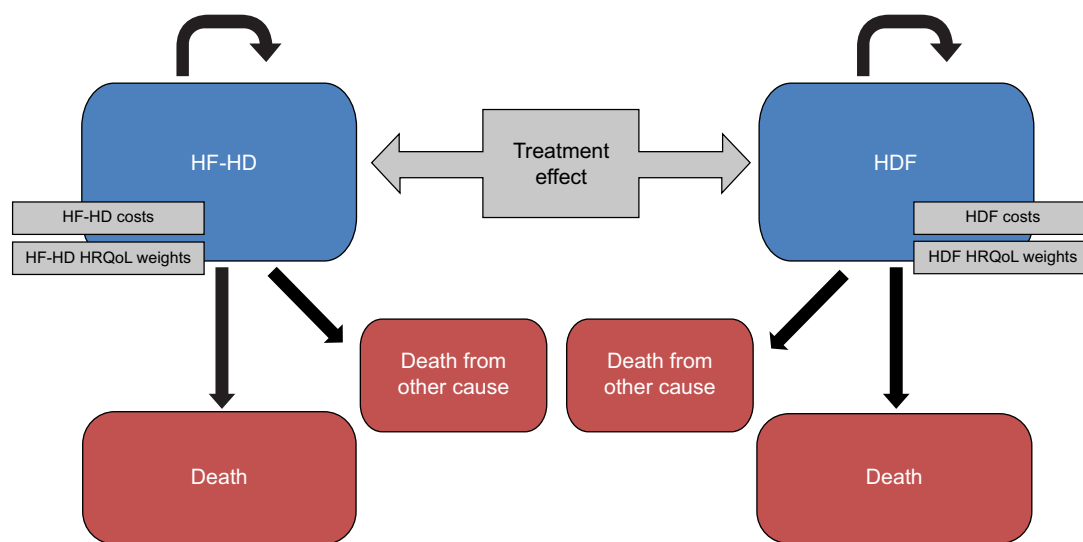 HF-HD
Treatment
effect
HDF
HF-HD costs
HF-HD HRQoL weights
HDF costs
HDF HRQoL weights
Death from
other cause
Death from
other cause
Death
Death